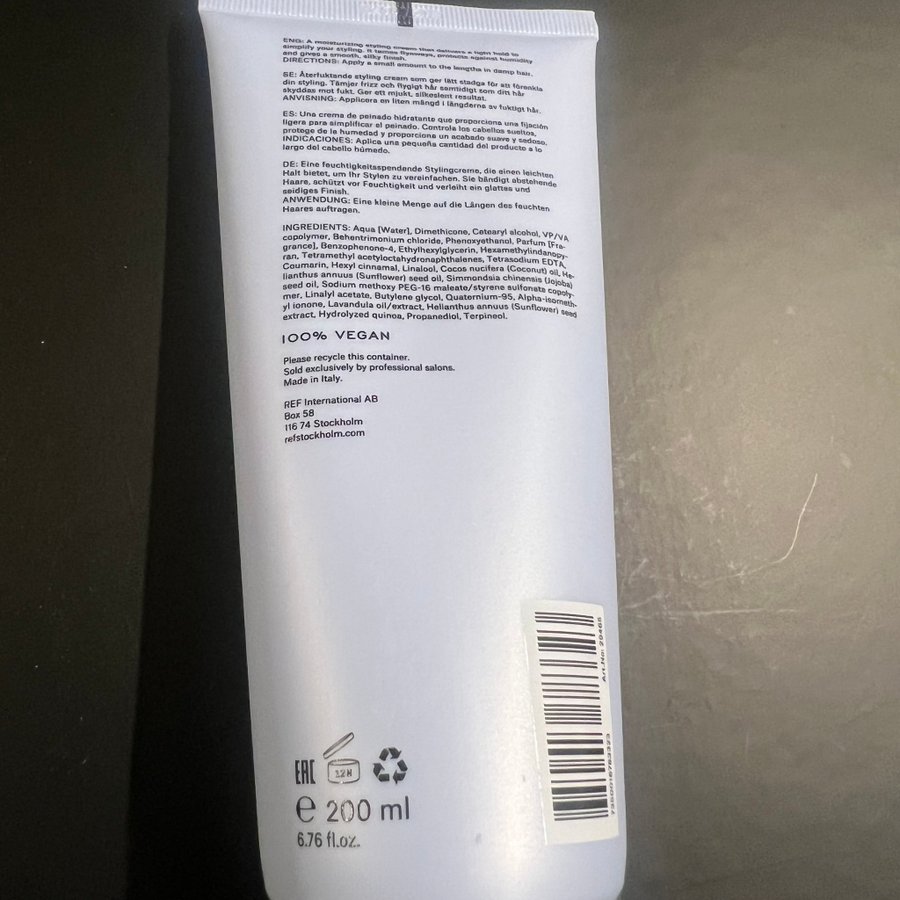 ENG: A moisturizing styling cream that delivers a light hold to
simplify your styling. It tames flyaways, protects against humidity
and gives a smooth, silky finish.
DIRECTIONS: Apply a small amount to the lengths in damp hair.
SE: Återfuktande styling cream som ger lätt stadga för att förenkla
din styling. Tämjer frizz och flygigt hår samtidigt som ditt hår
skyddas mot fukt. Ger ett mjukt, silkeslent resultat.
ANVISNING: Applicera en liten mängd i längderna av fuktigt hår.
ES: Una crema de peinado hidratante que proporciona una fijación
ligera para simplificar el peinado. Controla los cabellos sueltos,
protege de la humedad y proporciona un acabado suave y sedoso.
INDICACIONES: Aplica una pequeña cantidad del producto a lo
largo del cabello húmedo.
DE: Eine feuchtigkeitsspendende Stylingcreme, die einen leichten
Halt bietet, um Ihr Stylen zu vereinfachen. Sie bändigt abstehende
Haare, schützt vor Feuchtigkeit und verleiht ein glattes und
seidiges Finish.
ANWENDUNG: Eine kleine Menge auf die Längen des feuchten
Haares auftragen.
INGREDIENTS: Aqua [Water], Dimethicone, Cetearyl alcohol, VP/VA
copolymer, Behentrimonium chloride, Phenoxyethanol, Parfum [Fra-
grance], Benzophenone-4, Ethylhexylglycerin, Hexamethylindanopy-
ran, Tetramethyl acetyloctahydronaphthalenes, Tetrasodium EDTA,
Coumarin, Hexyl cinnamal, Linalool, Cocos nucifera (Coconut) oil, He-
lianthus annuus (Sunflower) seed oil, Simmondsia chinensis (Jojoba)
seed oil, Sodium methoxy PEG-16 maleate/styrene sulfonate copoly-
mer, Linalyl acetate, Butylene glycol, Quaternium-95, Alpha-isometh-
yl ionone, Lavandula oil/extract, Helianthus annuus (Sunflower) seed
extract, Hydrolyzed quinoa, Propanediol, Terpineol.
100% VEGAN
Please recycle this container.
Sold exclusively by professional salons.
Made in Italy.
REF International AB
Box 58
116 74 Stockholm
refstockholm.com
EAC
12M
e 200 ml
6.76 fl.oz.
Art.No: 29465